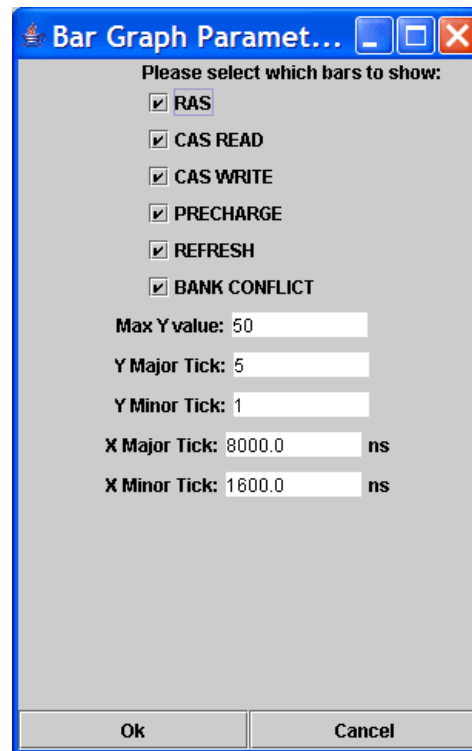 Bar Graph Paramet...
Please select which bars to show:
RAS
CAS READ
CAS WRITE
PRECHARGE
REFRESH
BANK CONFLICT
Max Y value: 50
Y Major Tick: 5
Y Minor Tick: 1
X Major Tick: 8000.0 ns
X Minor Tick: 1600.0 ns
Ok Cancel